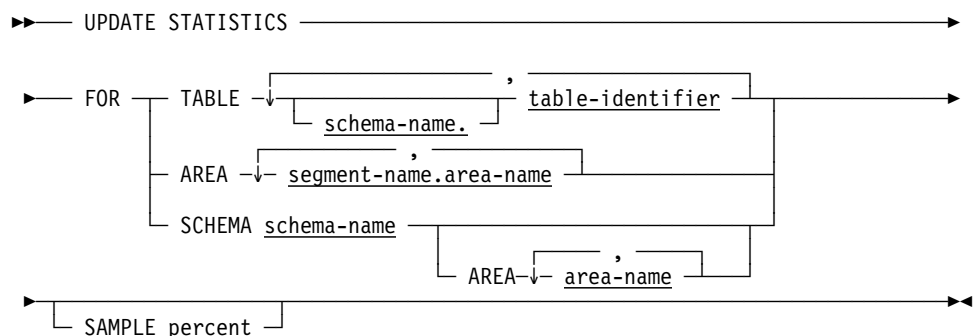 UPDATE STATISTICS
,
FOR TABLE table-identifier
schema-name.
,
AREA segment-name.area-name
SCHEMA schema-name
,
AREA area-name
SAMPLE percent